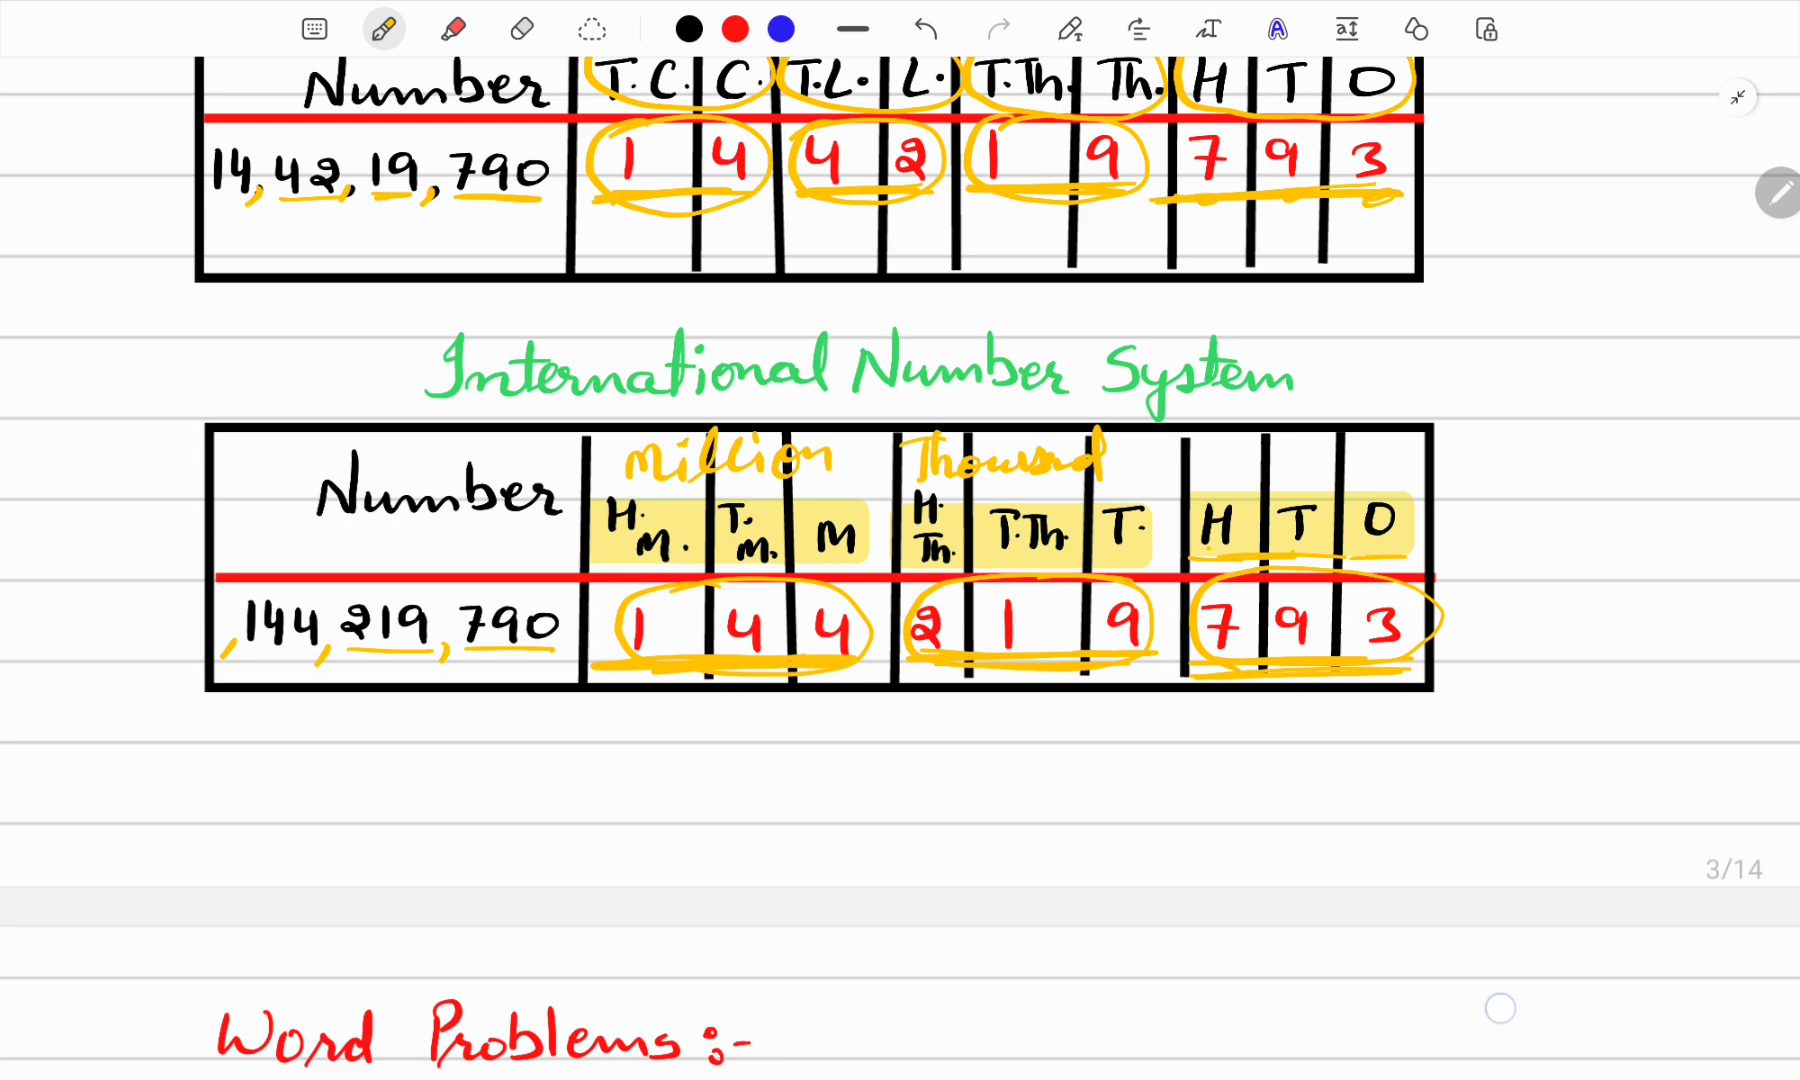 Number T.C. C. T.L. L. T.Th. Th. H T O
14,42,19,790 1 4 4 2 1 9 7 9 3
International Number System
Million Thousand
Number H.M. T.M. M H.Th. T.Th. T. H T O
,144,219,790 1 4 4 2 1 9 7 9 3
3/14
Word Problems :-